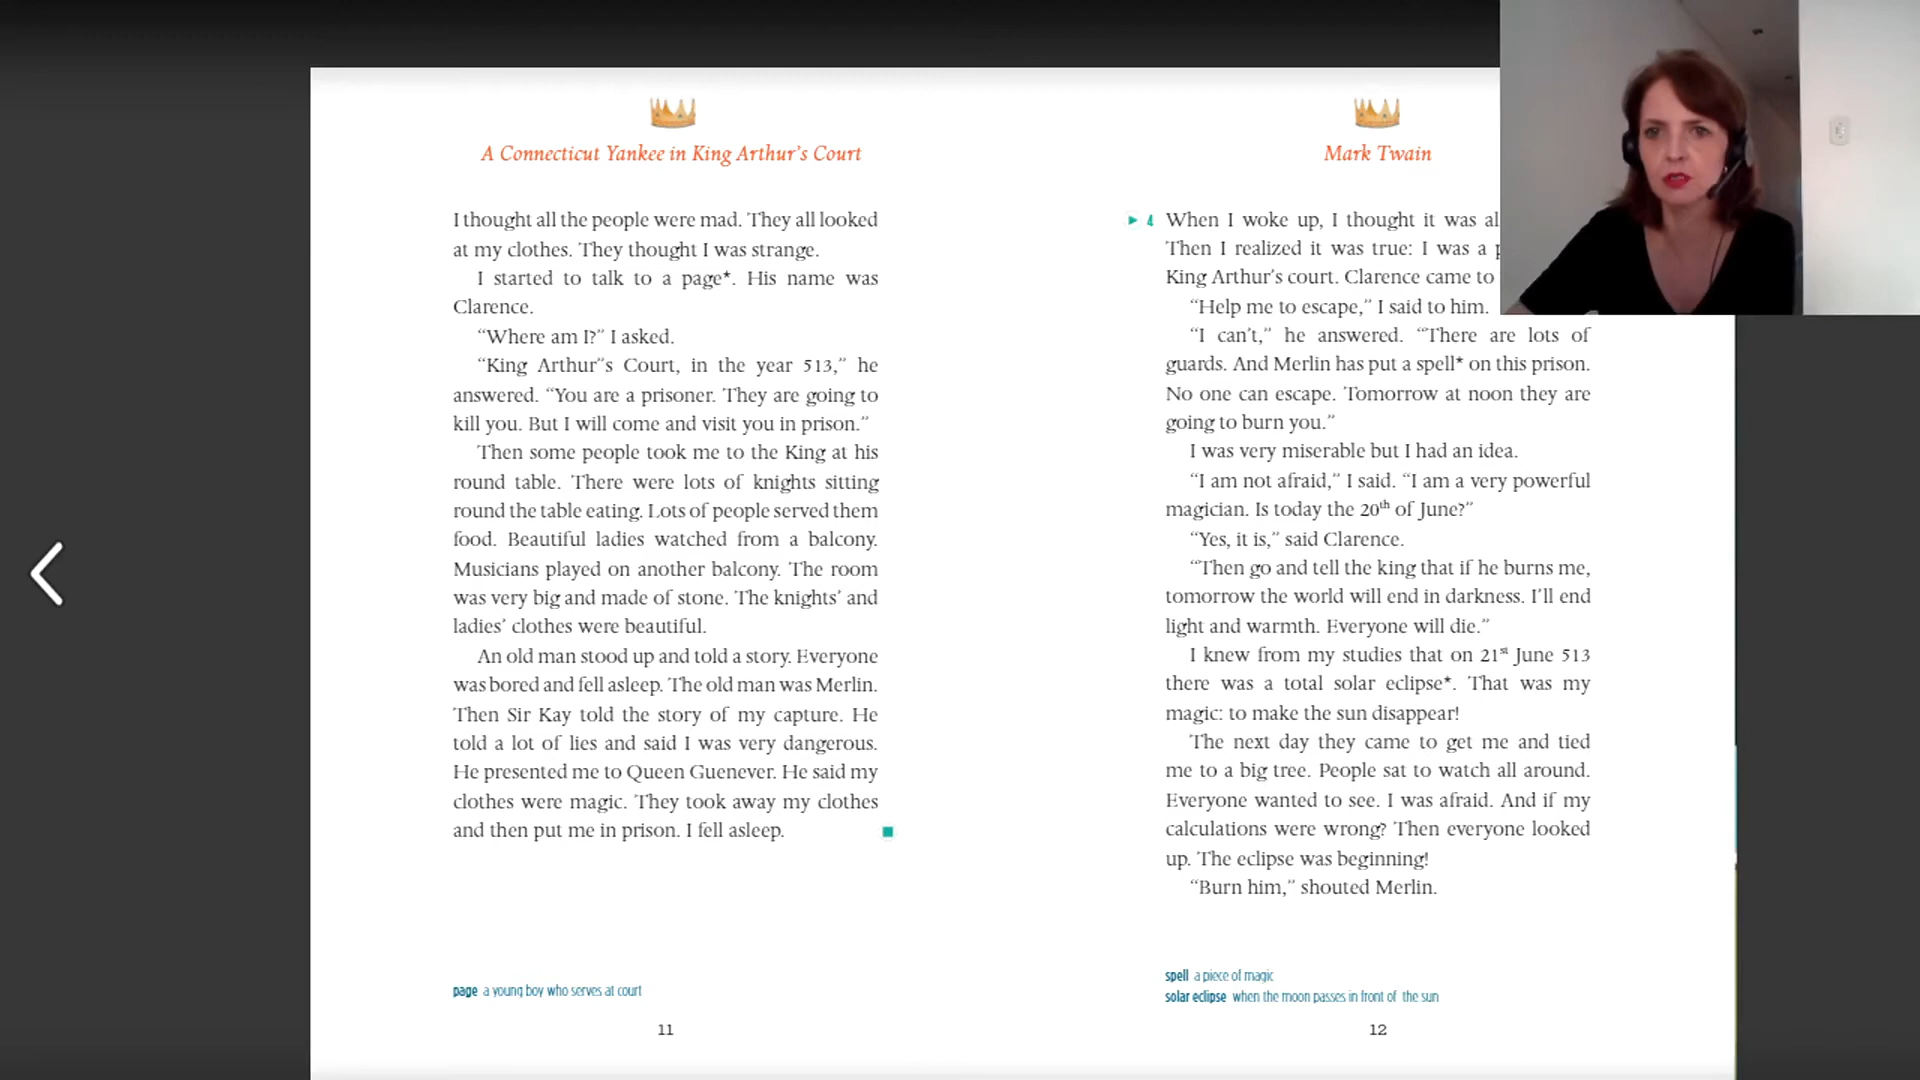 A Connecticut Yankee in King Arthur's Court
I thought all the people were mad. They all looked
at my clothes. They thought I was strange.
I started to talk to a page*. His name was
Clarence.
“Where am I?” I asked.
“King Arthur”s Court, in the year 513,” he
answered. “You are a prisoner. They are going to
kill you. But I will come and visit you in prison.”
Then some people took me to the King at his
round table. There were lots of knights sitting
round the table eating. Lots of people served them
food. Beautiful ladies watched from a balcony.
Musicians played on another balcony. The room
was very big and made of stone. The knights’ and
ladies’ clothes were beautiful.
An old man stood up and told a story. Everyone
was bored and fell asleep. The old man was Merlin.
Then Sir Kay told the story of my capture. He
told a lot of lies and said I was very dangerous.
He presented me to Queen Guenever. He said my
clothes were magic. They took away my clothes
and then put me in prison. I fell asleep.
page a young boy who serves at court
11
Mark Twain
4 When I woke up, I thought it was
Then I realized it was true: I was a
King Arthur’s court. Clarence came to
“Help me to escape,” I said to him.
“I can’t,” he answered. “There are lots of
guards. And Merlin has put a spell* on this prison.
No one can escape. Tomorrow at noon they are
going to burn you.”
I was very miserable but I had an idea.
“I am not afraid,” I said. “I am a very powerful
magician. Is today the 20th of June?”
“Yes, it is,” said Clarence.
“Then go and tell the king that if he burns me,
tomorrow the world will end in darkness. I’ll end
light and warmth. Everyone will die.”
I knew from my studies that on 21st June 513
there was a total solar eclipse*. That was my
magic: to make the sun disappear!
The next day they came to get me and tied
me to a big tree. People sat to watch all around.
Everyone wanted to see. I was afraid. And if my
calculations were wrong? Then everyone looked
up. The eclipse was beginning!
“Burn him,” shouted Merlin.
spell a piece of magic
solar eclipse when the moon passes in front of the sun
12